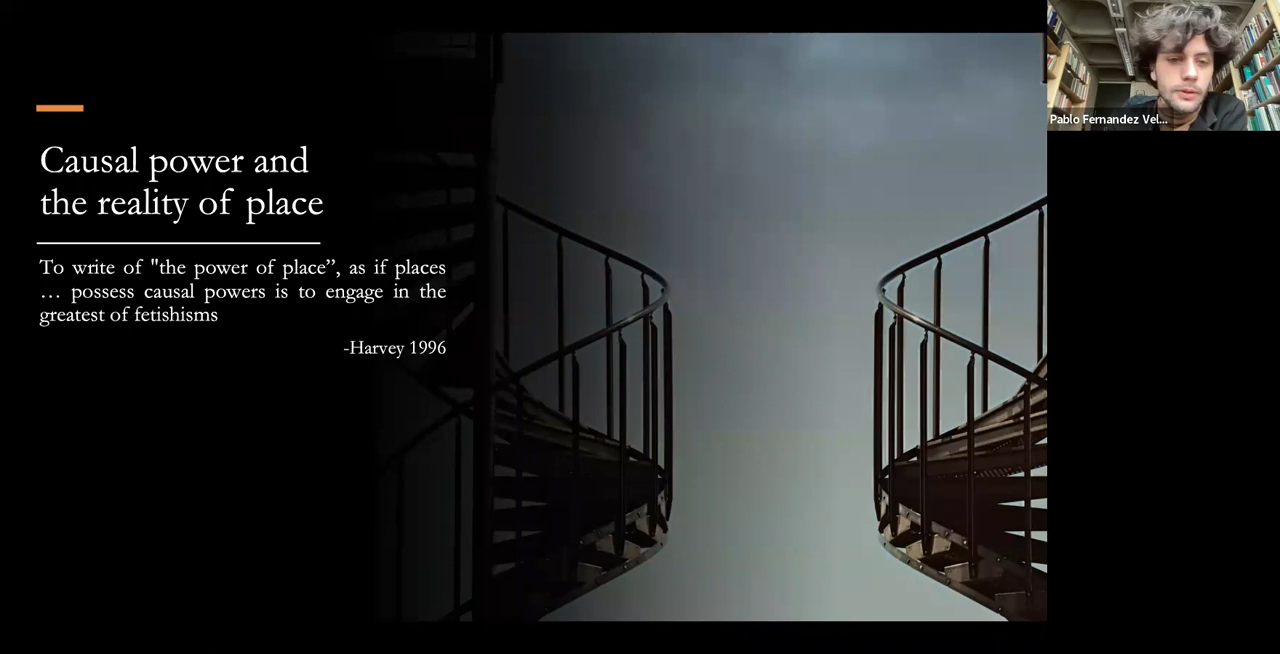 Causal power and
the reality of place
To write of "the power of place”, as if places
… possess causal powers is to engage in the
greatest of fetishisms
-Harvey 1996
Pablo Fernandez Vel...